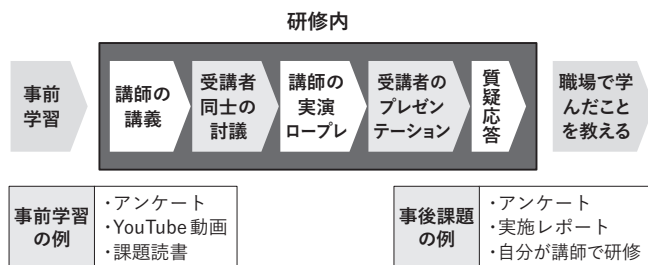 研修内
事前
学習
講師の
講義
受講者
同士の
討議
講師の
実演
ロープレ
受講者の
プレゼン
テーション
質疑応答
職場で学
んだこと
を教える
事前学習
の例
・アンケート
・YouTube動画
・課題読書
事後課題
の例
・アンケート
・実施レポート
・自分が講師で研修